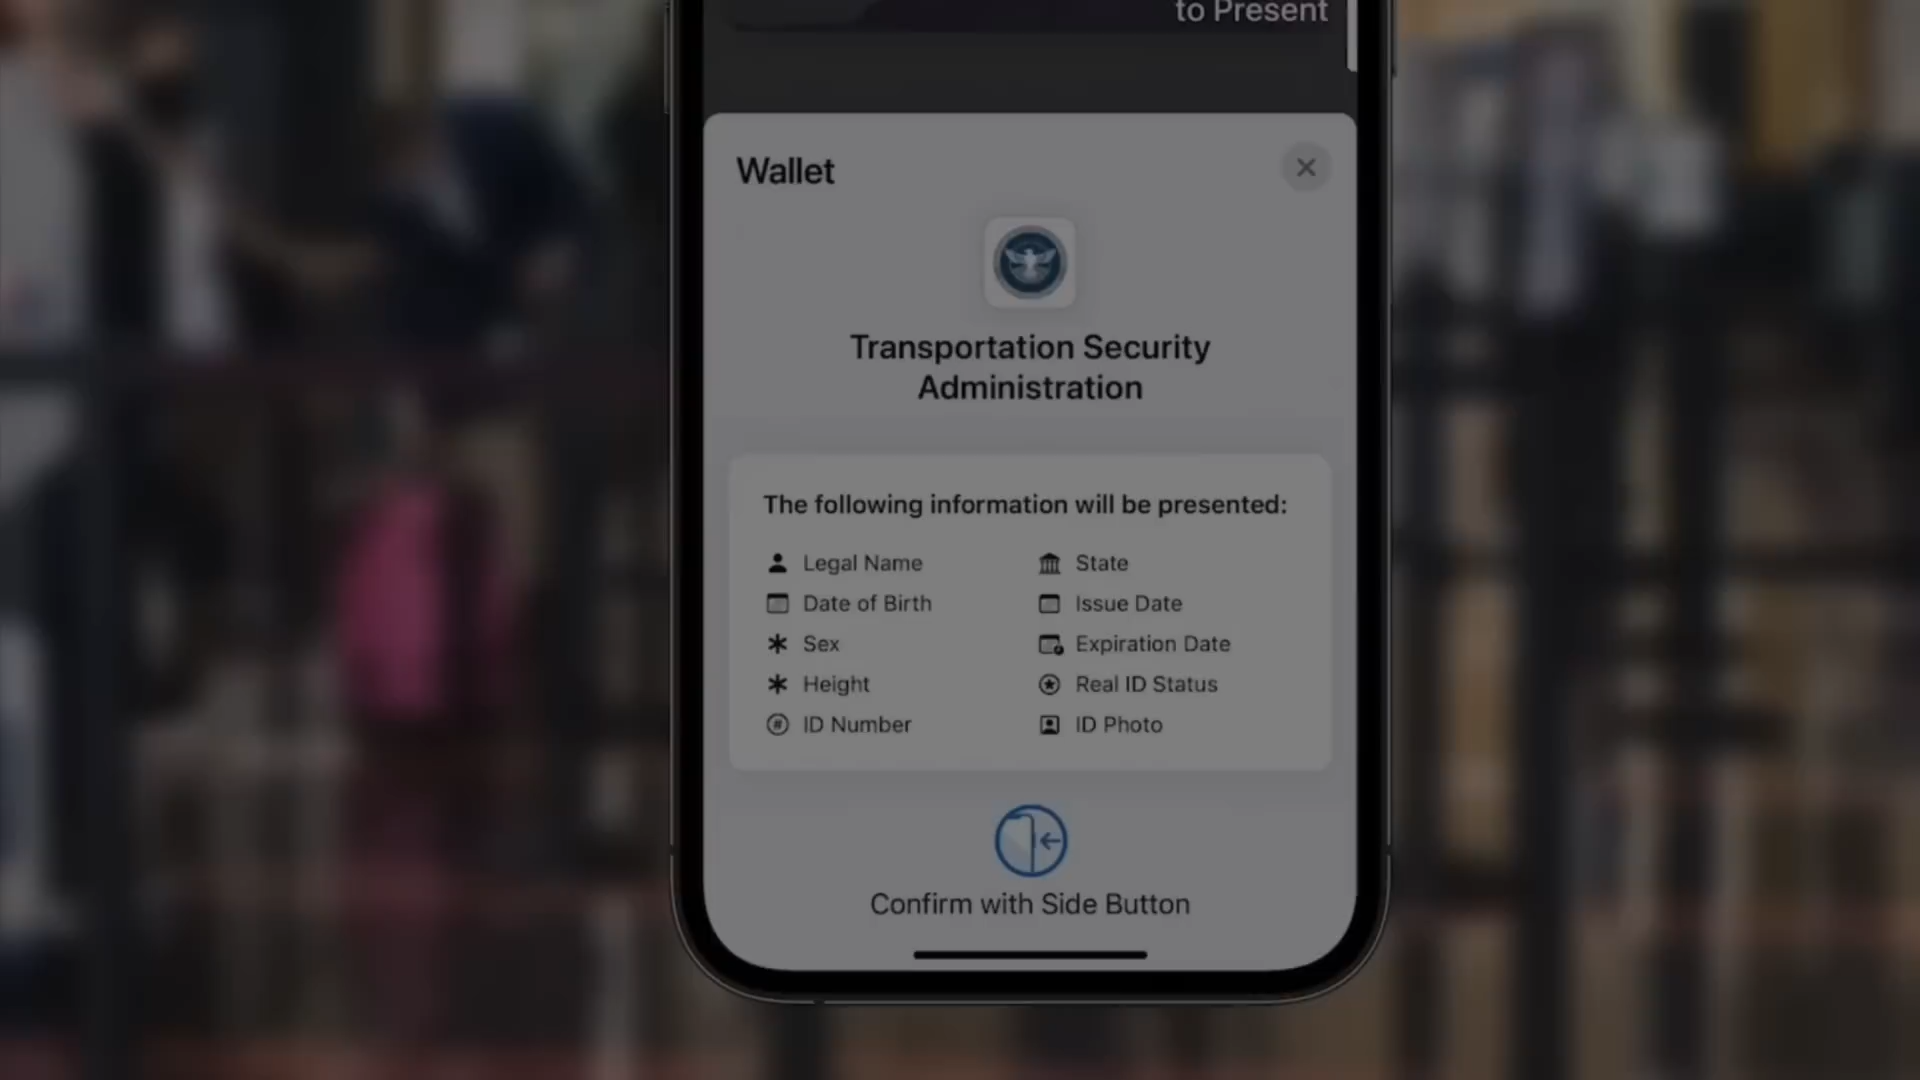 to Present
Wallet
Transportation Security
Administration
The following information will be presented:
Legal Name
Date of Birth
Sex
Height
ID Number
State
Issue Date
Expiration Date
Real ID Status
ID Photo
Confirm with Side Button